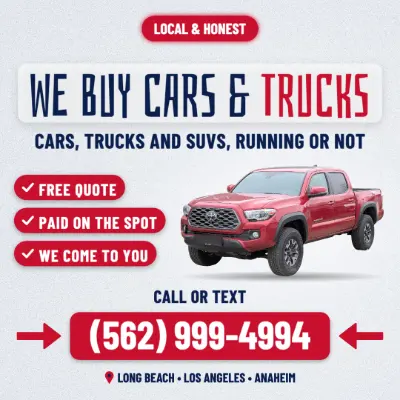 LOCAL & HONEST
WE BUY CARS & TRUCKS
CARS, TRUCKS AND SUVS, RUNNING OR NOT
FREE QUOTE
PAID ON THE SPOT
WE COME TO YOU
CALL OR TEXT
(562) 999-4994
LONG BEACH • LOS ANGELES • ANAHEIM